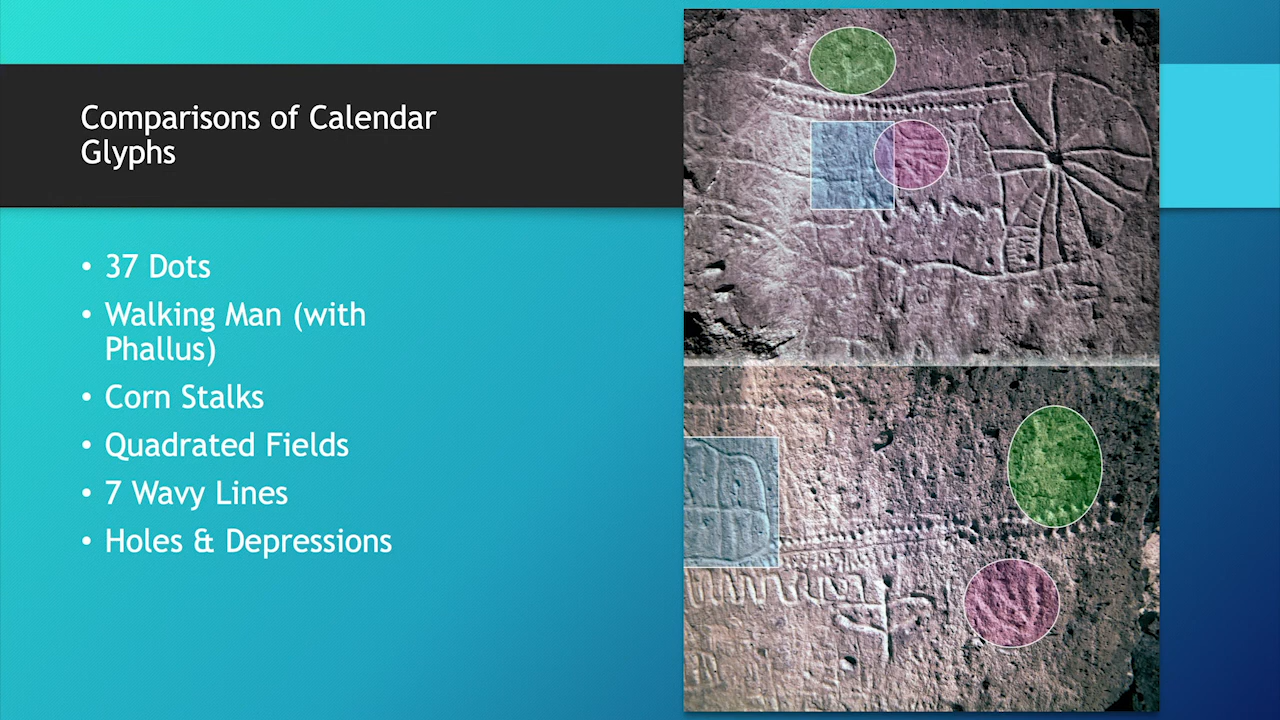 Comparisons of Calendar
Glyphs
• 37 Dots
• Walking Man (with
Phallus)
• Corn Stalks
• Quadrated Fields
• 7 Wavy Lines
• Holes & Depressions